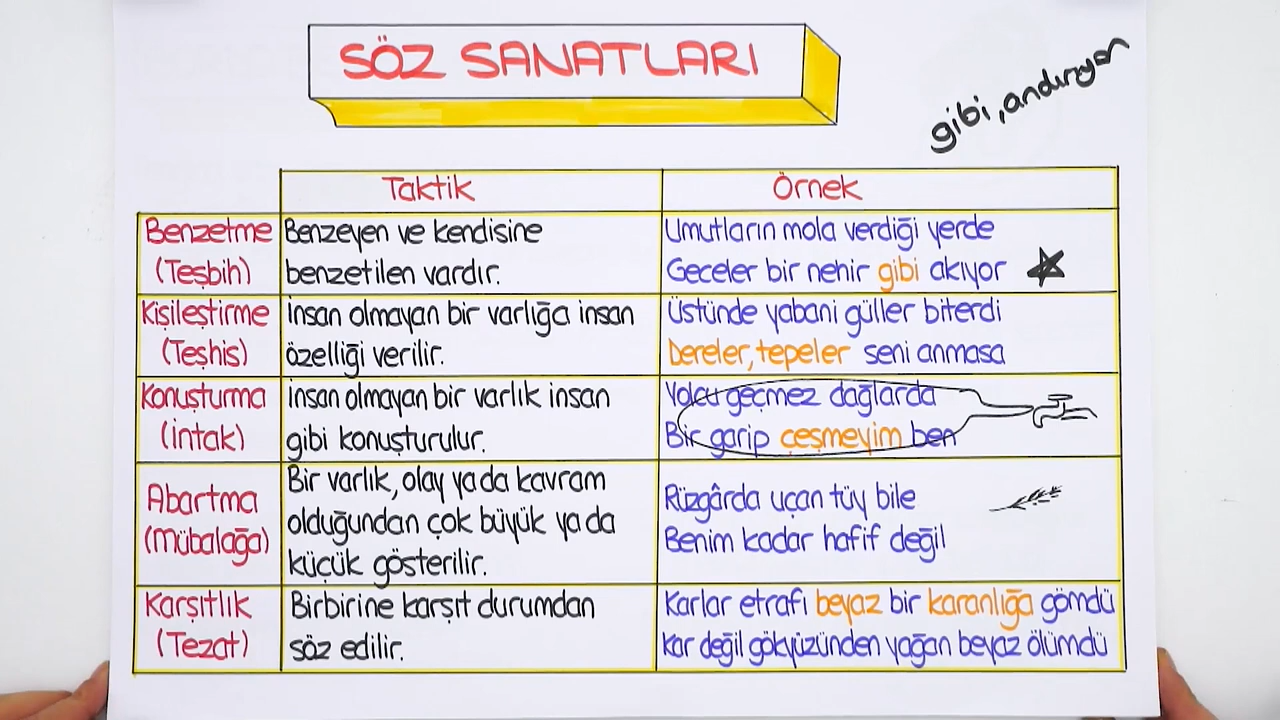 SÖZ SANATLARI
gibi, andırıyor
Taktik
Örnek
Benzetme
(Teşbih)
Benzeyen ve kendisine
benzetilen vardır.
Umutların mola verdiği yerde
Geceler bir nehir gibi akıyor
Kişileştirme
(Teşhis)
İnsan olmayan bir varlığa insan
özelliği verilir.
Üstünde yabani güller biterdi
Dereler, tepeler seni anmasa
Konuşturma
(İntak)
İnsan olmayan bir varlık insan
gibi konuşturulur.
Yolcu geçmez dağlarda
Bir garip çeşmeyim ben
Abartma
(Mübalağa)
Bir varlık, olay ya da kavram
olduğundan çok büyük ya da
küçük gösterilir.
Rüzgârda uçan tüy bile
Benim kadar hafif değil
Karşıtlık
(Tezat)
Birbirine karşıt durumdan
söz edilir.
Karlar etrafı beyaz bir karanlığa gömdü
Kar değil gökyüzünden yağan beyaz ölümdü